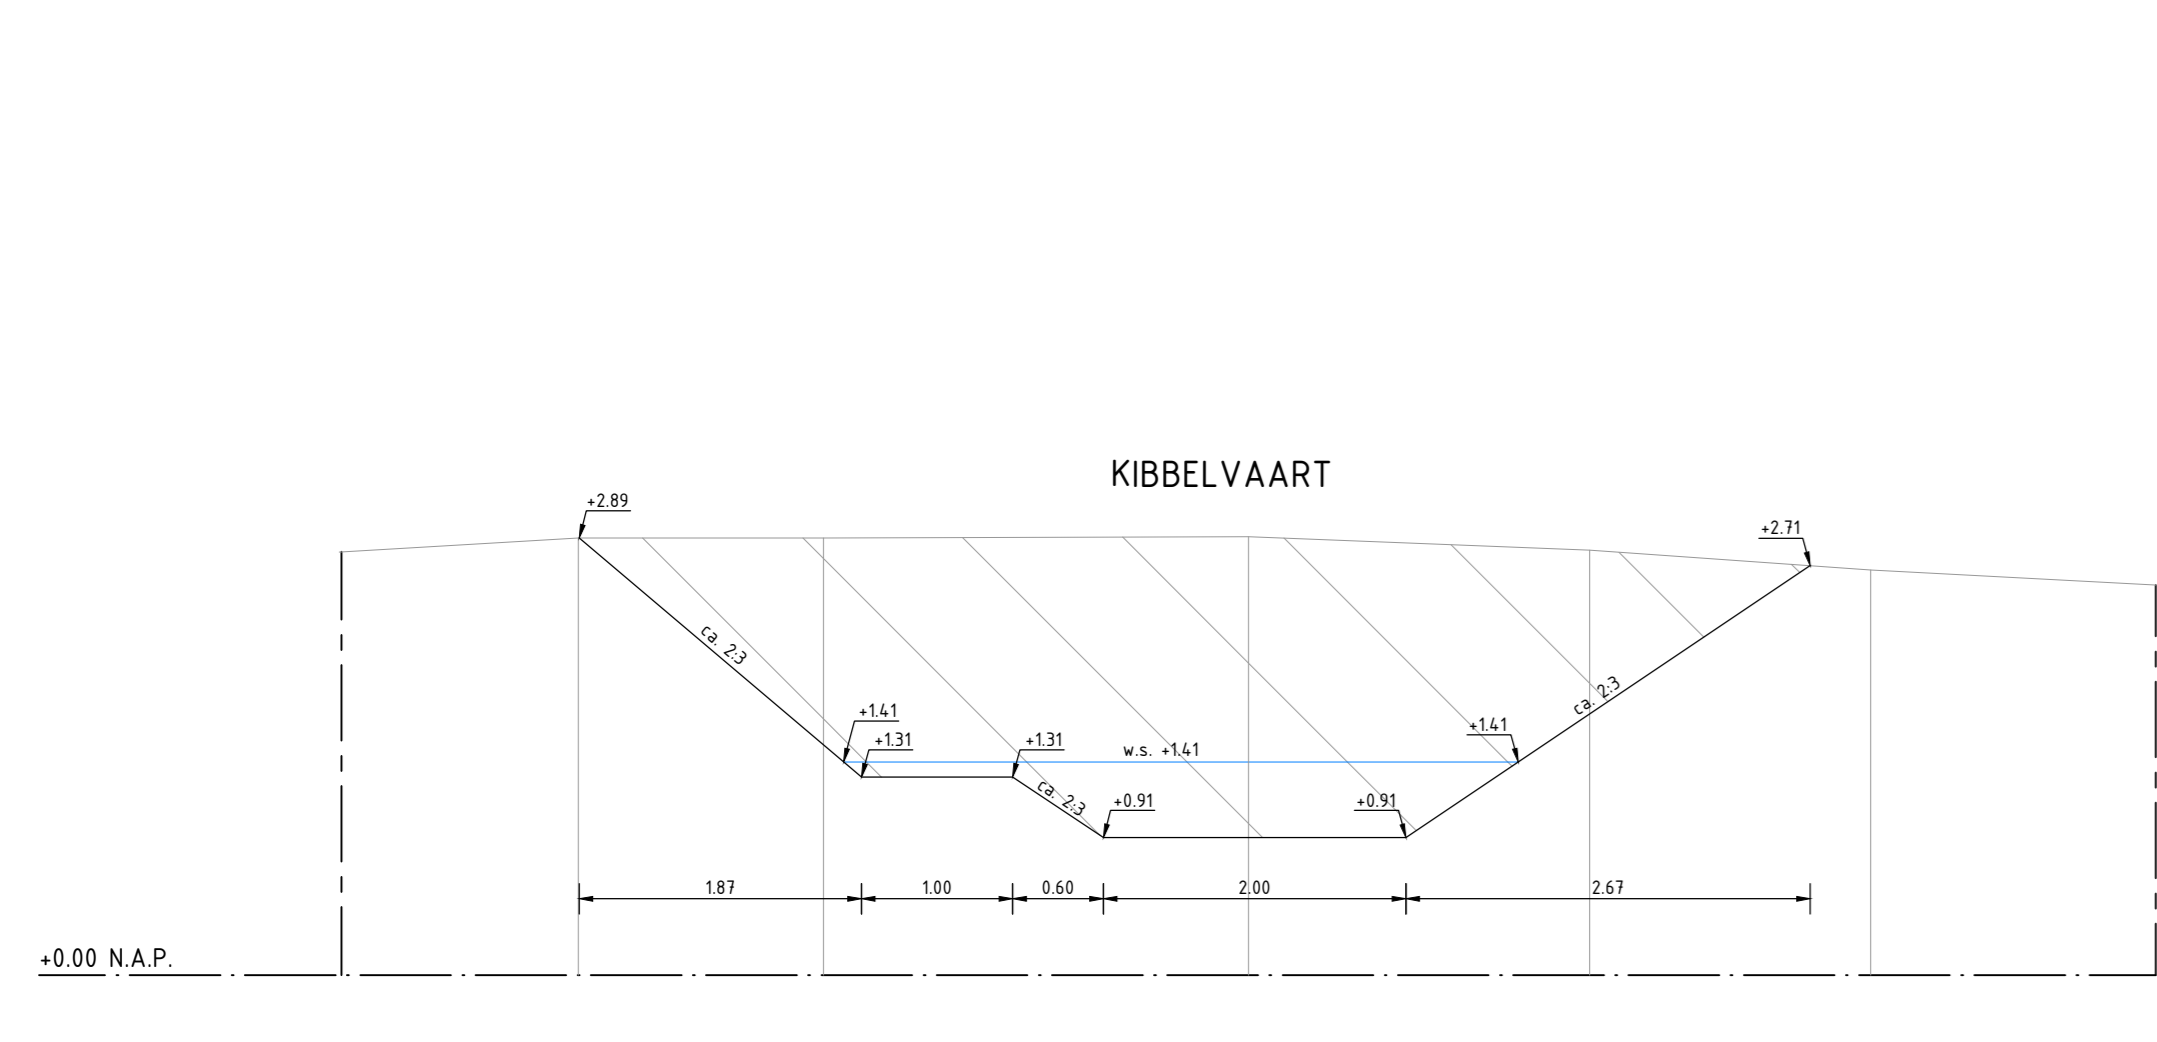 KIBBELVAART
+2.89
+2.71
ca. 2:3
ca. 2:3
+1.41
+1.41
+1.31
+1.31
w.s. +1.41
ca. 2:3
+0.91
+0.91
1.87
1.00
0.60
2.00
2.67
+0.00 N.A.P.